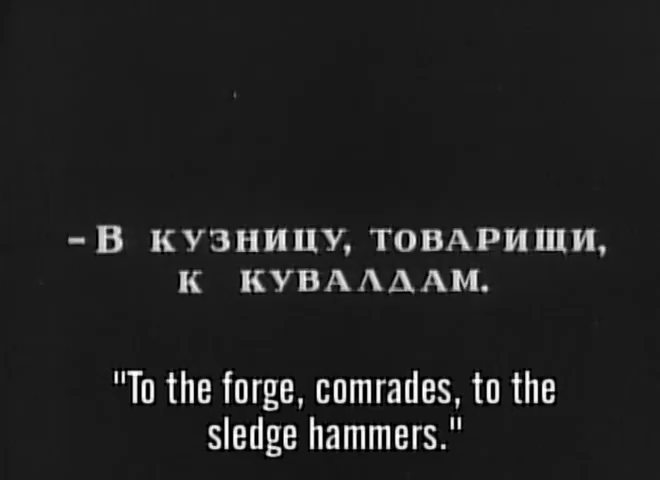 –В КУЗНИЦУ, ТОВАРИЩИ,
К КУВАЛДАМ.
"To the forge, comrades, to the
sledge hammers."